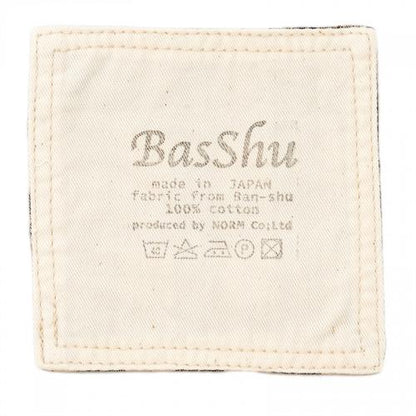 BasShu
made in JAPAN
fabric from Ban-shu
100% cotton
produced by NORM Co;Ltd